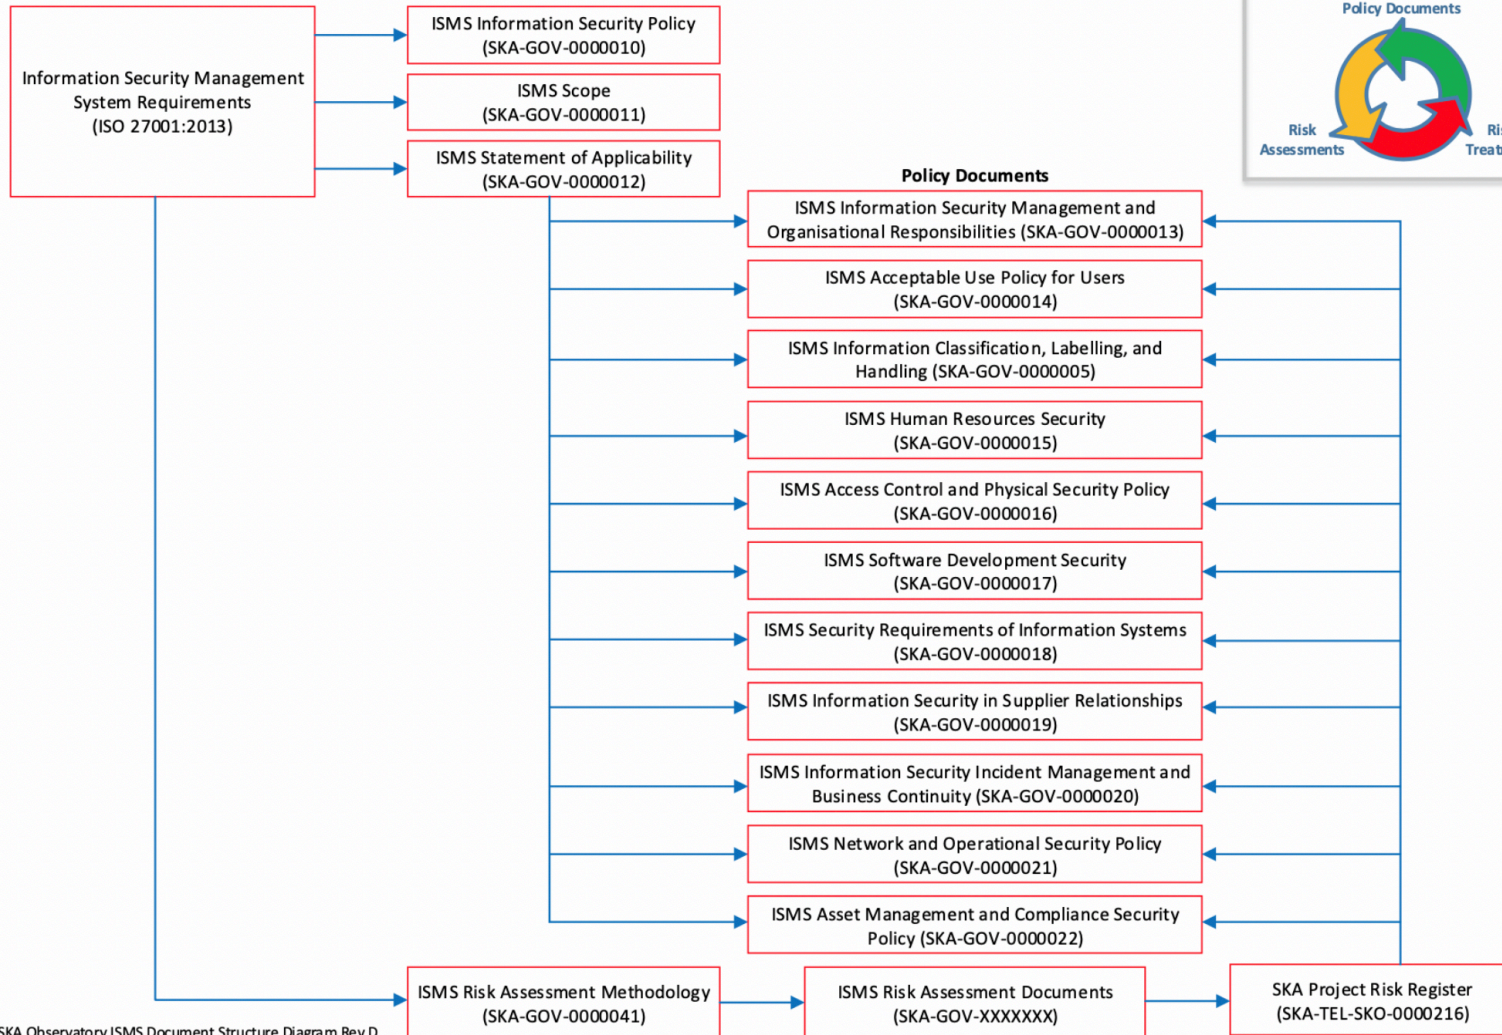 Policy Documents
Risk
Assessments
Information Security Management
System Requirements
(ISO 27001:2013)
ISMS Information Security Policy
(SKA-GOV-0000010)
ISMS Scope
(SKA-GOV-0000011)
ISMS Statement of Applicability
(SKA-GOV-0000012)
Policy Documents
ISMS Information Security Management and
Organisational Responsibilities (SKA-GOV-0000013)
ISMS Acceptable Use Policy for Users
(SKA-GOV-0000014)
ISMS Information Classification, Labelling, and
Handling (SKA-GOV-0000005)
ISMS Human Resources Security
(SKA-GOV-0000015)
ISMS Access Control and Physical Security Policy
(SKA-GOV-0000016)
ISMS Software Development Security
(SKA-GOV-0000017)
ISMS Security Requirements of Information Systems
(SKA-GOV-0000018)
ISMS Information Security in Supplier Relationships
(SKA-GOV-0000019)
ISMS Information Security Incident Management and
Business Continuity (SKA-GOV-0000020)
ISMS Network and Operational Security Policy
(SKA-GOV-0000021)
ISMS Asset Management and Compliance Security
Policy (SKA-GOV-0000022)
ISMS Risk Assessment Methodology
(SKA-GOV-0000041)
ISMS Risk Assessment Documents
(SKA-GOV-XXXXXXX)
SKA Project Risk Register
(SKA-TEL-SKO-0000216)
SKA Observatory ISMS Document Structure Diagram Rev D